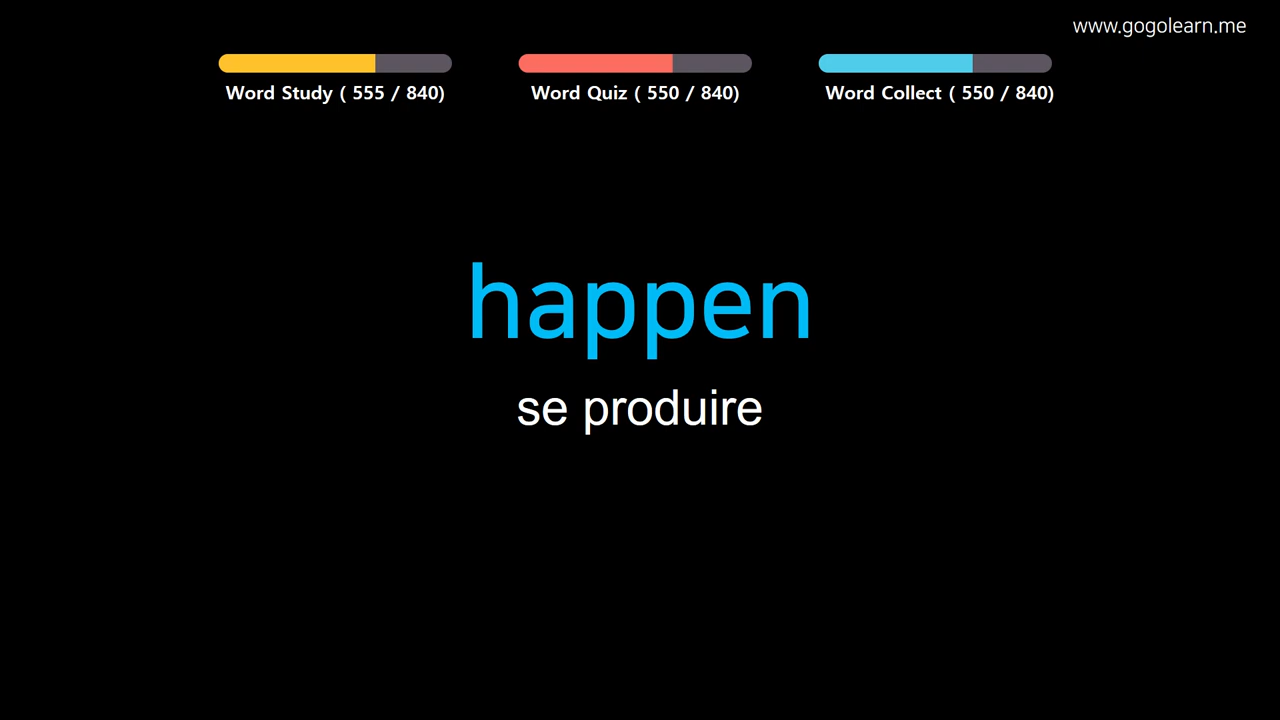 www.gogolearn.me
Word Study ( 555 / 840)
Word Quiz ( 550 / 840)
Word Collect ( 550 / 840)
happen
se produire